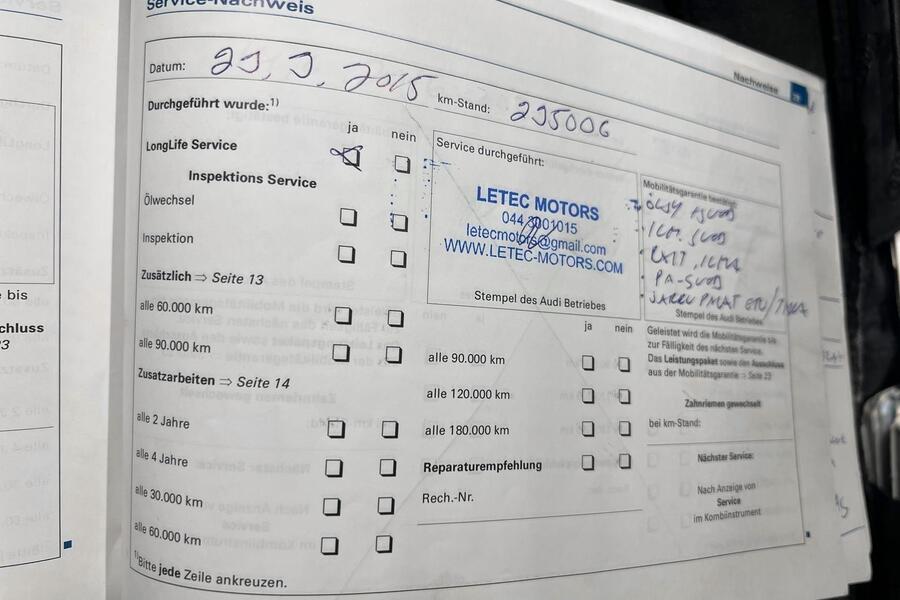 Service-Nachweis
Nachweise
Datum:
2015
km-Stand: 295006
Durchgeführt wurde:1)
ja nein
LongLife Service
Inspektions Service
Ölwechsel
Inspektion
Zusätzlich ⇒ Seite 13
alle 60.000 km
alle 90.000 km
Zusatzarbeiten ⇒ Seite 14
alle 2 Jahre
alle 4 Jahre
alle 30.000 km
alle 60.000 km
1)Bitte jede Zeile ankreuzen.
Service durchgeführt:
LETEC MOTORS
044 3001015
letecmotors@gmail.com
WWW.LETEC-MOTORS.COM
Stempel des Audi Betriebes
ja nein
alle 90.000 km
alle 120.000 km
alle 180.000 km
Reparaturempfehlung
Rech.-Nr.
Mobilitätsgarantie bestätigt:
Stempel des Audi Betriebes
Geleistet wird die Mobilitätsgarantie bis
zur Fälligkeit des nächsten Service.
Das Leistungspaket sowie den Ausschluss
aus der Mobilitätsgarantie ⇒ Seite 23
Zahnriemen gewechselt
bei km-Stand:
Nächster Service:
Nach Anzeige von
Service
im Kombiinstrument
e bis
chluss
23